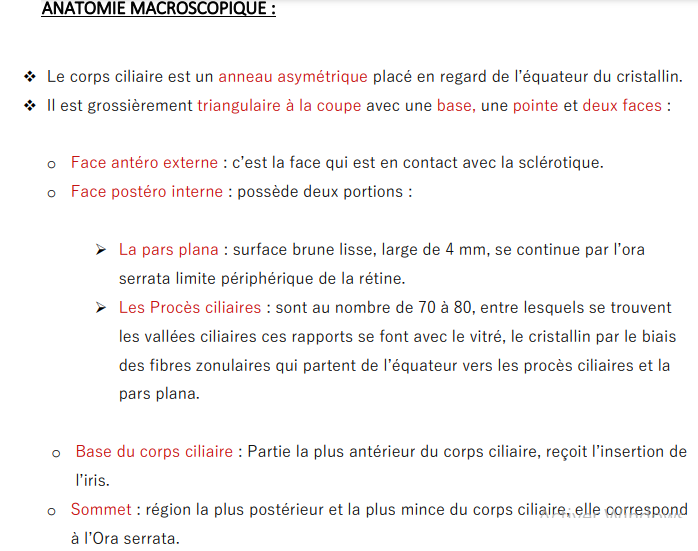 ANATOMIE MACROSCOPIQUE :
❖ Le corps ciliaire est un anneau asymétrique placé en regard de l'équateur du cristallin.
❖ Il est grossièrement triangulaire à la coupe avec une base, une pointe et deux faces :
o Face antéro externe : c'est la face qui est en contact avec la sclérotique.
o Face postéro interne : possède deux portions :
➢ La pars plana : surface brune lisse, large de 4 mm, se continue par l'ora
serrata limite périphérique de la rétine.
➢ Les Procès ciliaires : sont au nombre de 70 à 80, entre lesquels se trouvent
les vallées ciliaires ces rapports se font avec le vitré, le cristallin par le biais
des fibres zonulaires qui partent de l'équateur vers les procès ciliaires et la
pars plana.
o Base du corps ciliaire : Partie la plus antérieur du corps ciliaire, reçoit l'insertion de
l'iris.
o Sommet : région la plus postérieur et la plus mince du corps ciliaire, elle correspond
à l'Ora serrata.